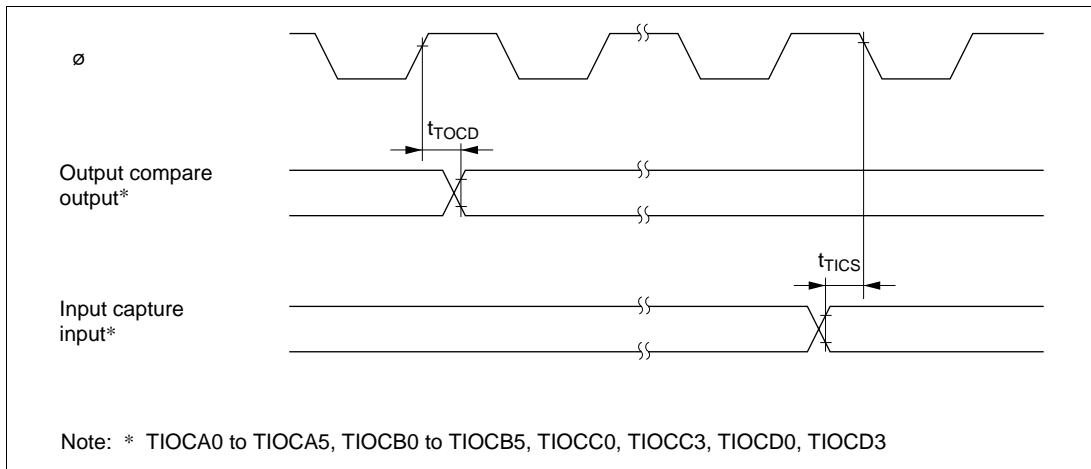 ø
tTOCD
Output compare
output*
tTICS
Input capture
input*
Note: * TIOCA0 to TIOCA5, TIOCB0 to TIOCB5, TIOCC0, TIOCC3, TIOCD0, TIOCD3